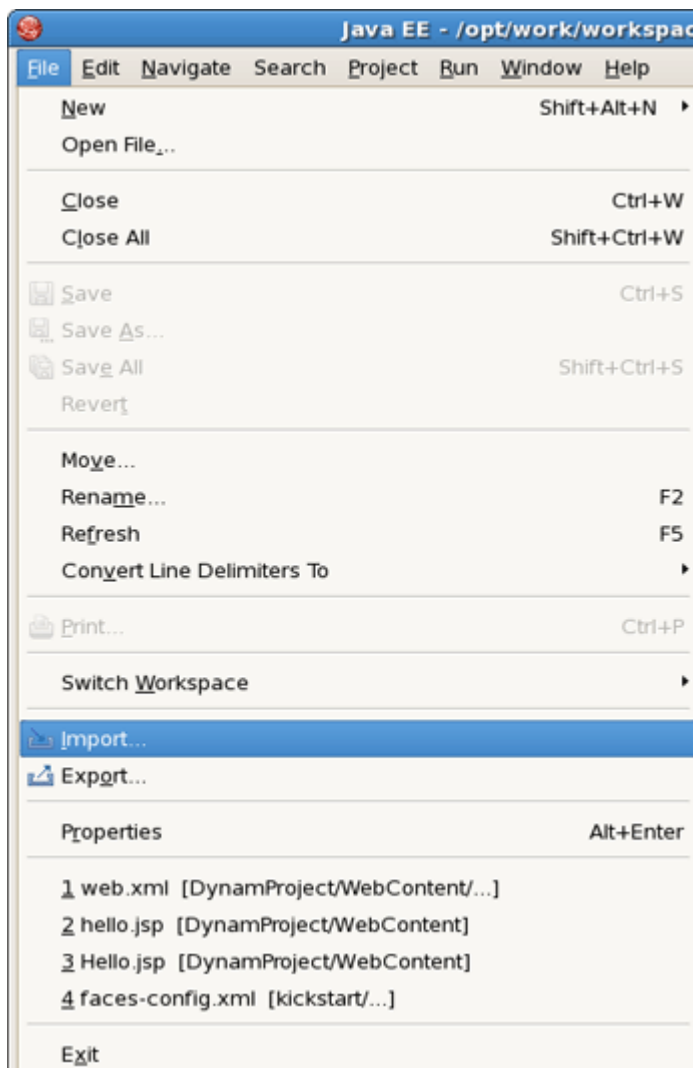 Java EE - /opt/work/workspac
File Edit Navigate Search Project Run Window Help
New Shift+Alt+N
Open File...
Close Ctrl+W
Close All Shift+Ctrl+W
Save Ctrl+S
Save As...
Save All Shift+Ctrl+S
Revert
Move...
Rename... F2
Refresh F5
Convert Line Delimiters To
Print... Ctrl+P
Switch Workspace
Import...
Export...
Properties Alt+Enter
1 web.xml [DynamProject/WebContent/...]
2 hello.jsp [DynamProject/WebContent]
3 Hello.jsp [DynamProject/WebContent]
4 faces-config.xml [kickstart/...]
Exit